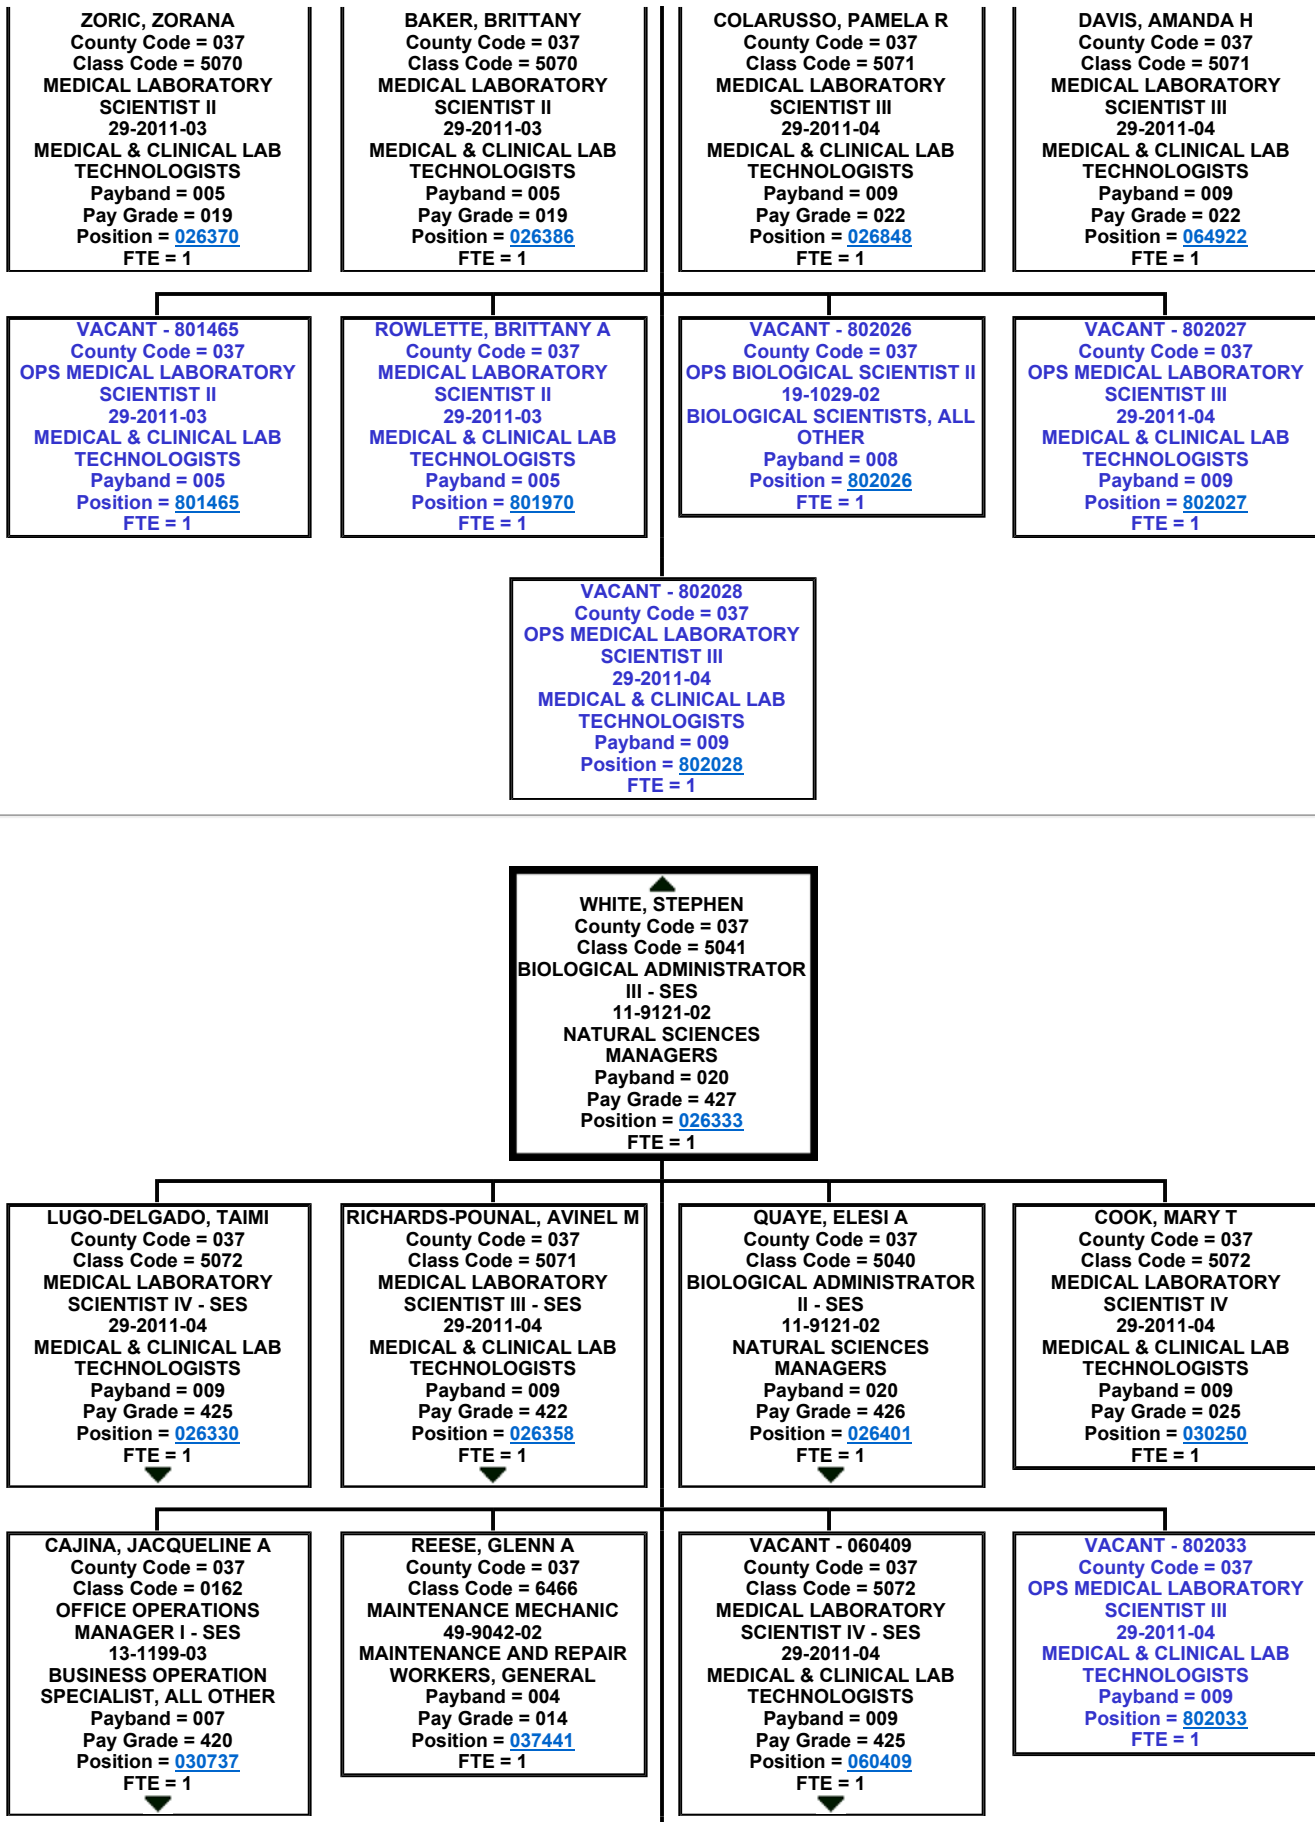 ZORIC, ZORANA
County Code = 037
Class Code = 5070
MEDICAL LABORATORY
SCIENTIST II
29-2011-03
MEDICAL & CLINICAL LAB
TECHNOLOGISTS
Payband = 005
Pay Grade = 019
Position = 026370
FTE = 1
BAKER, BRITTANY
County Code = 037
Class Code = 5070
MEDICAL LABORATORY
SCIENTIST II
29-2011-03
MEDICAL & CLINICAL LAB
TECHNOLOGISTS
Payband = 005
Pay Grade = 019
Position = 026386
FTE = 1
COLARUSSO, PAMELA R
County Code = 037
Class Code = 5071
MEDICAL LABORATORY
SCIENTIST III
29-2011-04
MEDICAL & CLINICAL LAB
TECHNOLOGISTS
Payband = 009
Pay Grade = 022
Position = 026848
FTE = 1
DAVIS, AMANDA H
County Code = 037
Class Code = 5071
MEDICAL LABORATORY
SCIENTIST III
29-2011-04
MEDICAL & CLINICAL LAB
TECHNOLOGISTS
Payband = 009
Pay Grade = 022
Position = 064922
FTE = 1
VACANT - 801465
County Code = 037
OPS MEDICAL LABORATORY
SCIENTIST II
29-2011-03
MEDICAL & CLINICAL LAB
TECHNOLOGISTS
Payband = 005
Position = 801465
FTE = 1
ROWLETTE, BRITTANY A
County Code = 037
MEDICAL LABORATORY
SCIENTIST II
29-2011-03
MEDICAL & CLINICAL LAB
TECHNOLOGISTS
Payband = 005
Position = 801970
FTE = 1
VACANT - 802026
County Code = 037
OPS BIOLOGICAL SCIENTIST II
19-1029-02
BIOLOGICAL SCIENTISTS, ALL
OTHER
Payband = 008
Position = 802026
FTE = 1
VACANT - 802027
County Code = 037
OPS MEDICAL LABORATORY
SCIENTIST III
29-2011-04
MEDICAL & CLINICAL LAB
TECHNOLOGISTS
Payband = 009
Position = 802027
FTE = 1
VACANT - 802028
County Code = 037
OPS MEDICAL LABORATORY
SCIENTIST III
29-2011-04
MEDICAL & CLINICAL LAB
TECHNOLOGISTS
Payband = 009
Position = 802028
FTE = 1
WHITE, STEPHEN
County Code = 037
Class Code = 5041
BIOLOGICAL ADMINISTRATOR
III - SES
11-9121-02
NATURAL SCIENCES
MANAGERS
Payband = 020
Pay Grade = 427
Position = 026333
FTE = 1
LUGO-DELGADO, TAIMI
County Code = 037
Class Code = 5072
MEDICAL LABORATORY
SCIENTIST IV - SES
29-2011-04
MEDICAL & CLINICAL LAB
TECHNOLOGISTS
Payband = 009
Pay Grade = 425
Position = 026330
FTE = 1
RICHARDS-POUNAL, AVINEL M
County Code = 037
Class Code = 5071
MEDICAL LABORATORY
SCIENTIST III - SES
29-2011-04
MEDICAL & CLINICAL LAB
TECHNOLOGISTS
Payband = 009
Pay Grade = 422
Position = 026358
FTE = 1
QUAYE, ELESI A
County Code = 037
Class Code = 5040
BIOLOGICAL ADMINISTRATOR
II - SES
11-9121-02
NATURAL SCIENCES
MANAGERS
Payband = 020
Pay Grade = 426
Position = 026401
FTE = 1
COOK, MARY T
County Code = 037
Class Code = 5072
MEDICAL LABORATORY
SCIENTIST IV
29-2011-04
MEDICAL & CLINICAL LAB
TECHNOLOGISTS
Payband = 009
Pay Grade = 025
Position = 030250
FTE = 1
CAJINA, JACQUELINE A
County Code = 037
Class Code = 0162
OFFICE OPERATIONS
MANAGER I - SES
13-1199-03
BUSINESS OPERATION
SPECIALIST, ALL OTHER
Payband = 007
Pay Grade = 420
Position = 030737
FTE = 1
REESE, GLENN A
County Code = 037
Class Code = 6466
MAINTENANCE MECHANIC
49-9042-02
MAINTENANCE AND REPAIR
WORKERS, GENERAL
Payband = 004
Pay Grade = 014
Position = 037441
FTE = 1
VACANT - 060409
County Code = 037
Class Code = 5072
MEDICAL LABORATORY
SCIENTIST IV - SES
29-2011-04
MEDICAL & CLINICAL LAB
TECHNOLOGISTS
Payband = 009
Pay Grade = 425
Position = 060409
FTE = 1
VACANT - 802033
County Code = 037
OPS MEDICAL LABORATORY
SCIENTIST III
29-2011-04
MEDICAL & CLINICAL LAB
TECHNOLOGISTS
Payband = 009
Position = 802033
FTE = 1